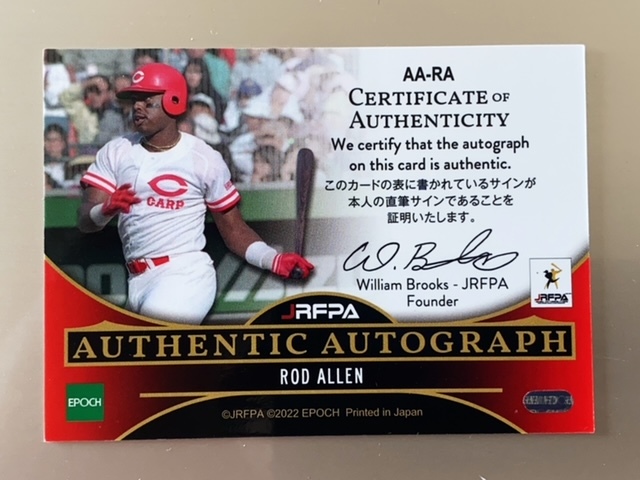 C
C
CARP
AA-RA
CERTIFICATE OF
AUTHENTICITY
We certify that the autograph
on this card is authentic.
このカードの表に書かれているサインが
本人の直筆サインであることを
証明いたします。
W. B
William Brooks - JRFPA
Founder
JRFPA
JRFPA
AUTHENTIC AUTOGRAPH
ROD ALLEN
EPOCH
©JRFPA ©2022 EPOCH Printed in Japan